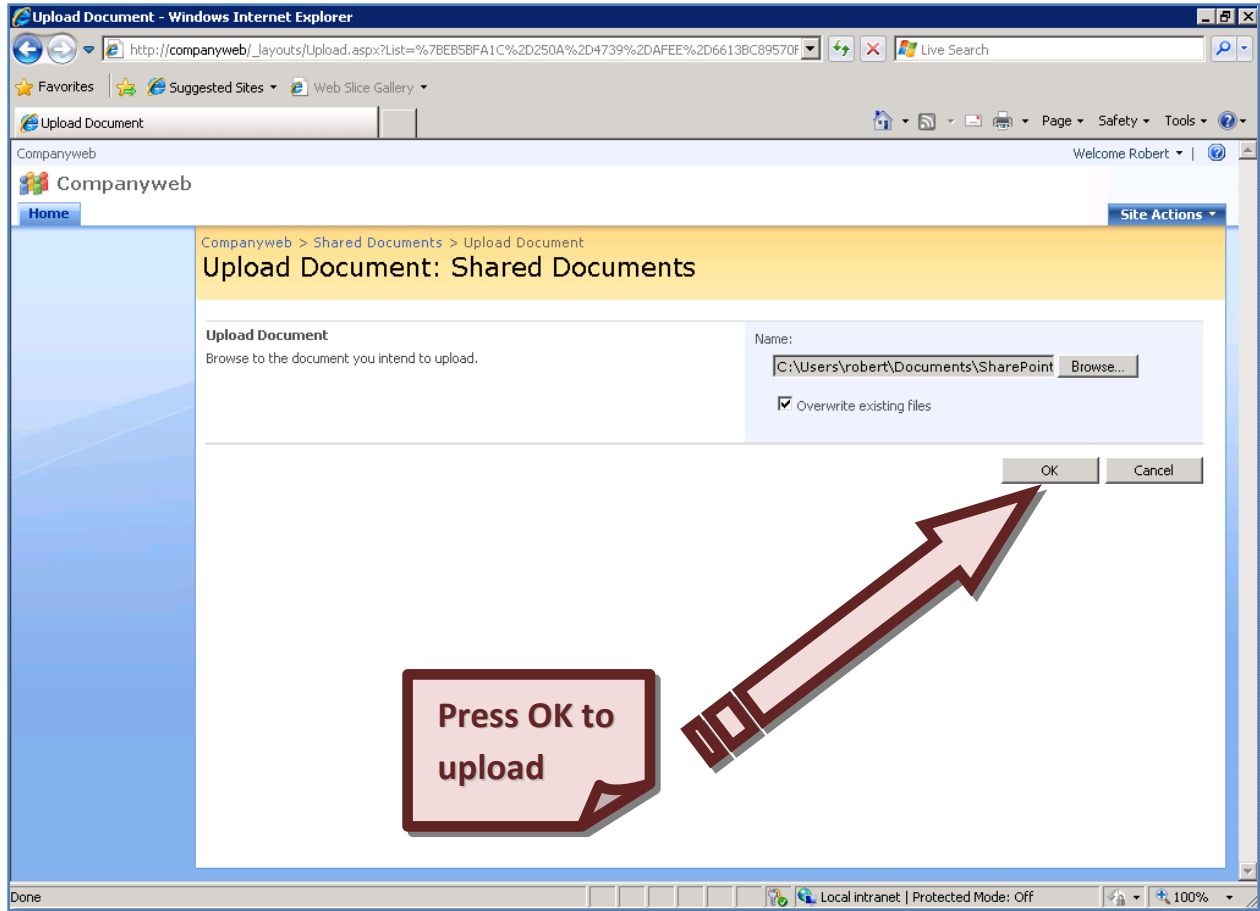 Upload Document - Windows Internet Explorer
http://companyweb/_layouts/Upload.aspx?List=%7BEB5BFA1C%2D250A%2D4739%2DAFEE%2D6613BC89570F
Live Search
Favorites Suggested Sites Web Slice Gallery
Upload Document Page Safety Tools
Companyweb Welcome Robert |
Companyweb
Home Site Actions
Companyweb > Shared Documents > Upload Document
Upload Document: Shared Documents
Upload Document
Browse to the document you intend to upload.
Name:
C:\Users\robert\Documents\SharePoint Browse...
Overwrite existing files
OK Cancel
Press OK to
upload
Done Local intranet | Protected Mode: Off 100%